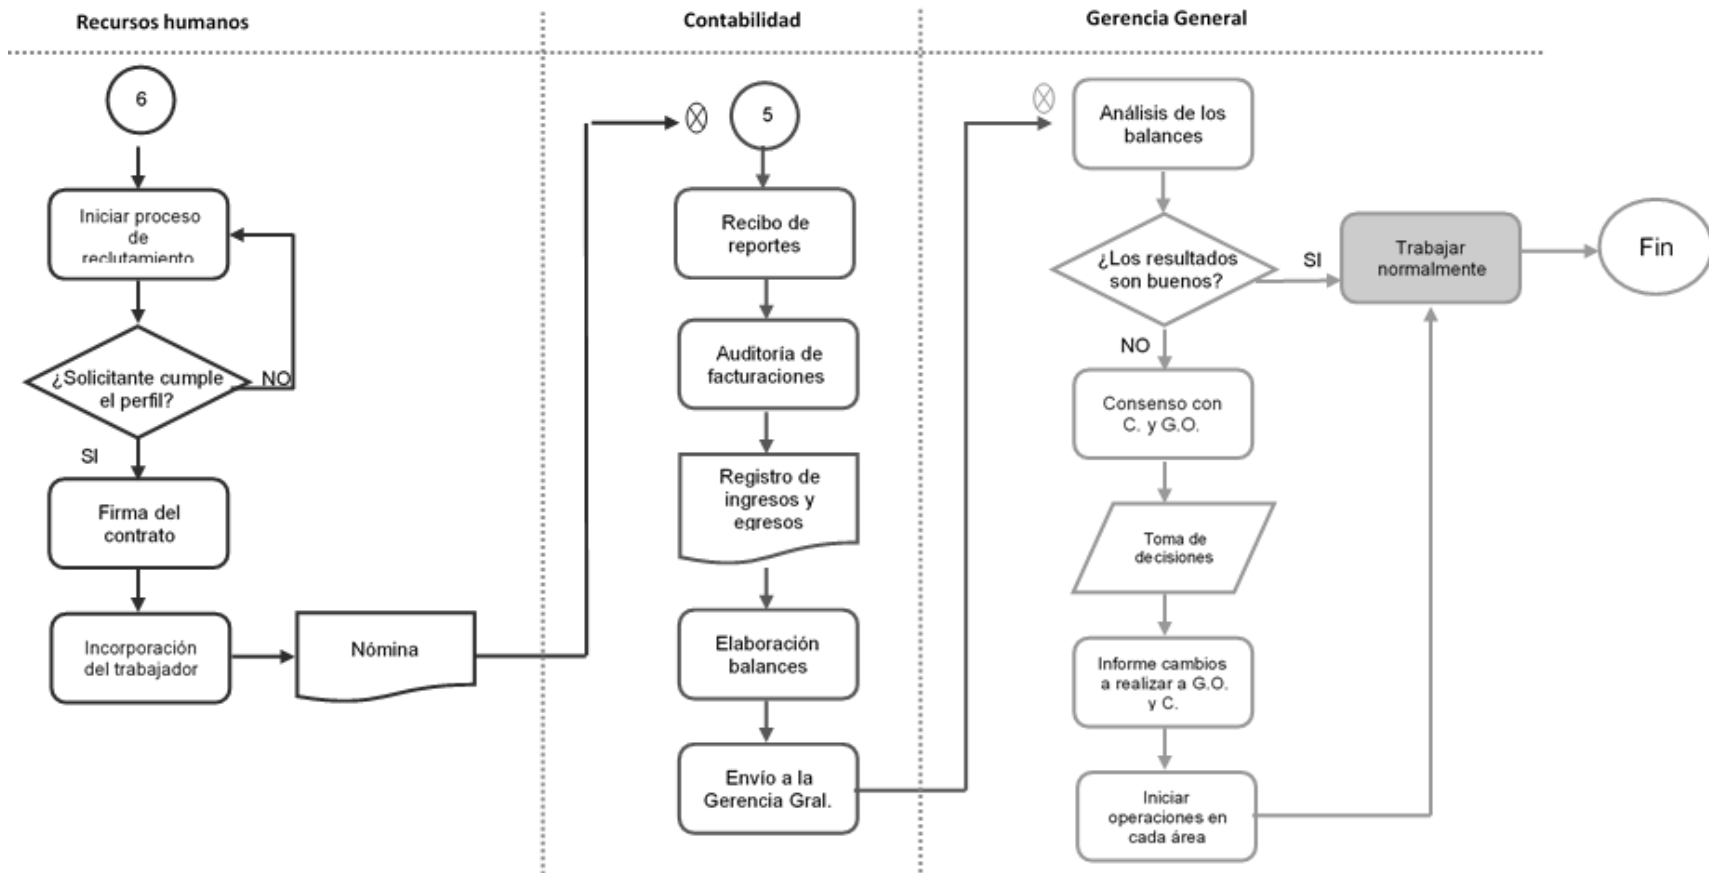 Recursos humanos
Contabilidad
Gerencia General
6
Iniciar proceso
de
reclutamiento
¿Solicitante cumple
el perfil?
NO
SI
Firma del
contrato
Incorporación
del trabajador
Nómina
5
Recibo de
reportes
Auditoría de
facturaciones
Registro de
ingresos y
egresos
Elaboración
balances
Envío a la
Gerencia Gral.
Análisis de los
balances
¿Los resultados
son buenos?
SI
Trabajar
normalmente
Fin
NO
Consenso con
C. y G.O.
Toma de
decisiones
Informe cambios
a realizar a G.O.
y C.
Iniciar
operaciones en
cada área